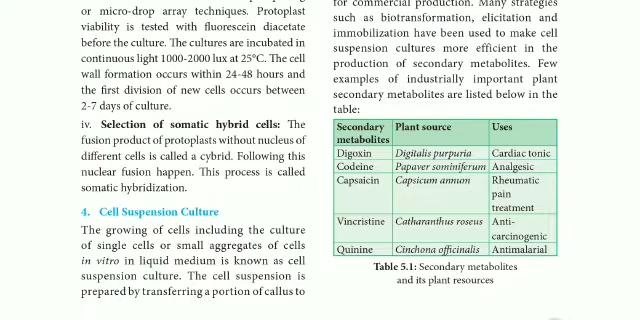 or micro-drop array techniques. Protoplast
viability is tested with fluorescein diacetate
before the culture. The cultures are incubated in
continuous light 1000-2000 lux at 25°C. The cell
wall formation occurs within 24-48 hours and
the first division of new cells occurs between
2-7 days of culture.
iv. Selection of somatic hybrid cells: The
fusion product of protoplasts without nucleus of
different cells is called a cybrid. Following this
nuclear fusion happen. This process is called
somatic hybridization.
4. Cell Suspension Culture
The growing of cells including the culture
of single cells or small aggregates of cells
in vitro in liquid medium is known as cell
suspension culture. The cell suspension is
prepared by transferring a portion of callus to
for commercial production. Many strategies
such as biotransformation, elicitation and
immobilization have been used to make cell
suspension cultures more efficient in the
production of secondary metabolites. Few
examples of industrially important plant
secondary metabolites are listed below in the
table:
Secondary metabolites Plant source Uses
Digoxin Digitalis purpuria Cardiac tonic
Codeine Papaver sominiferum Analgesic
Capsaicin Capsicum annum Rheumatic
pain
treatment
Vincristine Catharanthus roseus Anti-
carcinogenic
Quinine Cinchona officinalis Antimalarial
Table 5.1: Secondary metabolites
and its plant resources